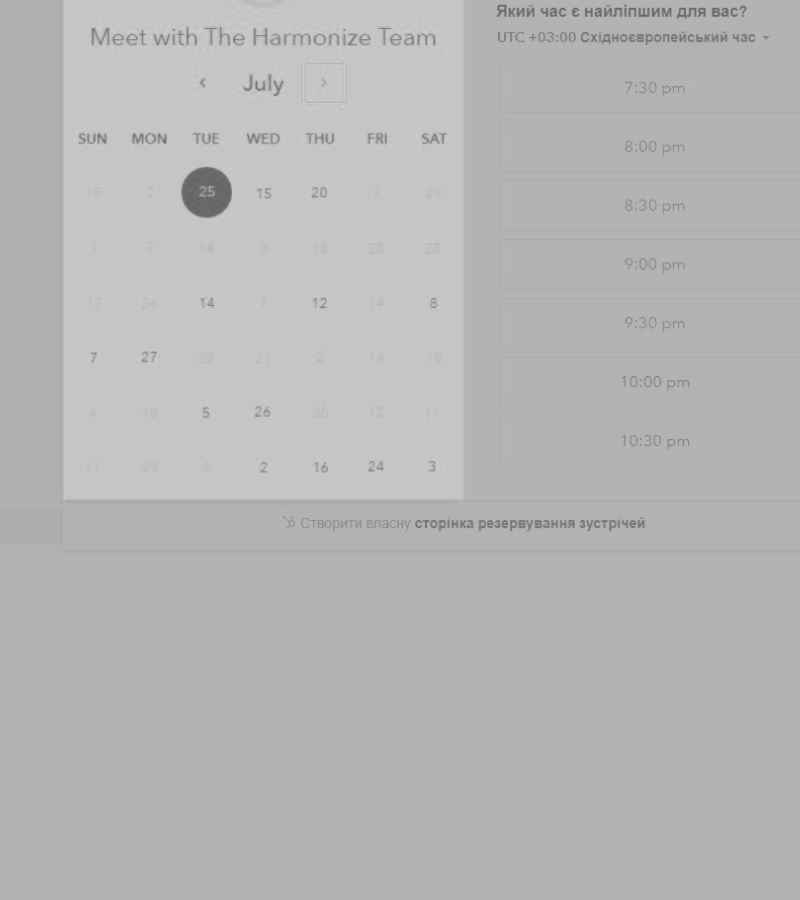 Meet with The Harmonize Team
July
SUN MON TUE WED THU FRI SAT
15 2 25 15 20 7 29
1 7 14 5 18 28 28
17 26 14 1 12 14 8
7 27 28 21 2 14 10
4 18 5 26 30 12 11
11 29 4 2 16 24 3
Який час є найліпшим для вас?
UTC +03:00 Східноєвропейський час
7:30 pm
8:00 pm
8:30 pm
9:00 pm
9:30 pm
10:00 pm
10:30 pm
Створити власну сторінка резервування зустрічей